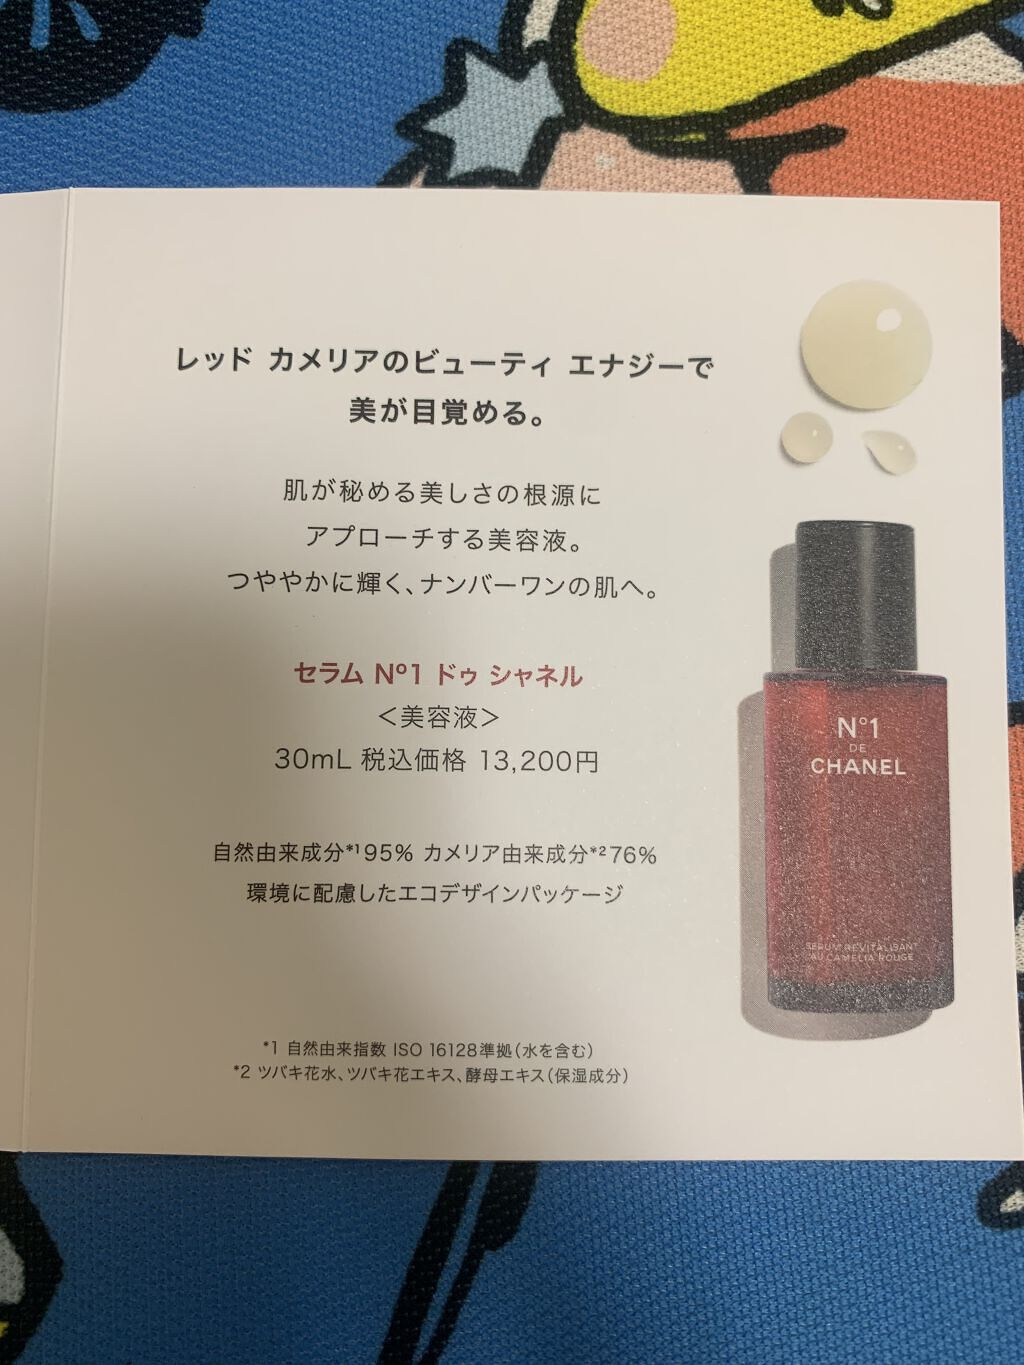 レッド カメリアのビューティ エナジーで
美が目覚める。
肌が秘める美しさの根源に
アプローチする美容液。
つややかに輝く、ナンバーワンの肌へ。
セラム Nº1 ドゥ シャネル
＜美容液＞
30mL 税込価格 13,200円
自然由来成分*1 95% カメリア由来成分*2 76%
環境に配慮したエコデザインパッケージ
*1 自然由来指数 ISO 16128準拠(水を含む)
*2 ツバキ花水、ツバキ花エキス、酵母エキス(保湿成分)
N°1
DE
CHANEL
SÉRUM REVITALISANT
AU CAMÉLIA ROUGE